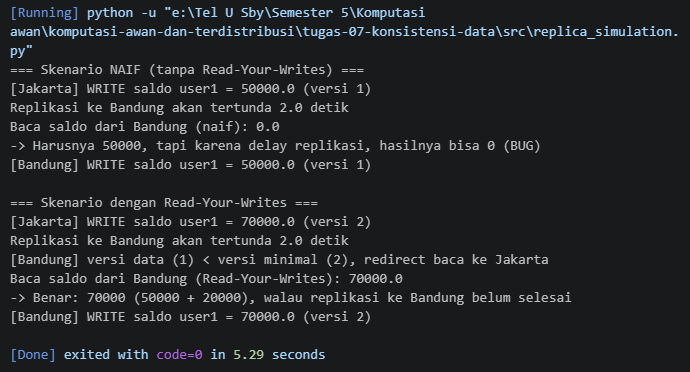 [Running] python -u "e:\Tel U Sby\Semester 5\Komputasi
awan\komputasi-awan-dan-terdistribusi\tugas-07-konsistensi-data\src\replica_simulation.
py"
=== Skenario NAIF (tanpa Read-Your-Writes) ===
[Jakarta] WRITE saldo user1 = 50000.0 (versi 1)
Replikasi ke Bandung akan tertunda 2.0 detik
Baca saldo dari Bandung (naif): 0.0
-> Harusnya 50000, tapi karena delay replikasi, hasilnya bisa 0 (BUG)
[Bandung] WRITE saldo user1 = 50000.0 (versi 1)

=== Skenario dengan Read-Your-Writes ===
[Jakarta] WRITE saldo user1 = 70000.0 (versi 2)
Replikasi ke Bandung akan tertunda 2.0 detik
[Bandung] versi data (1) < versi minimal (2), redirect baca ke Jakarta
Baca saldo dari Bandung (Read-Your-Writes): 70000.0
-> Benar: 70000 (50000 + 20000), walau replikasi ke Bandung belum selesai
[Bandung] WRITE saldo user1 = 70000.0 (versi 2)

[Done] exited with code=0 in 5.29 seconds